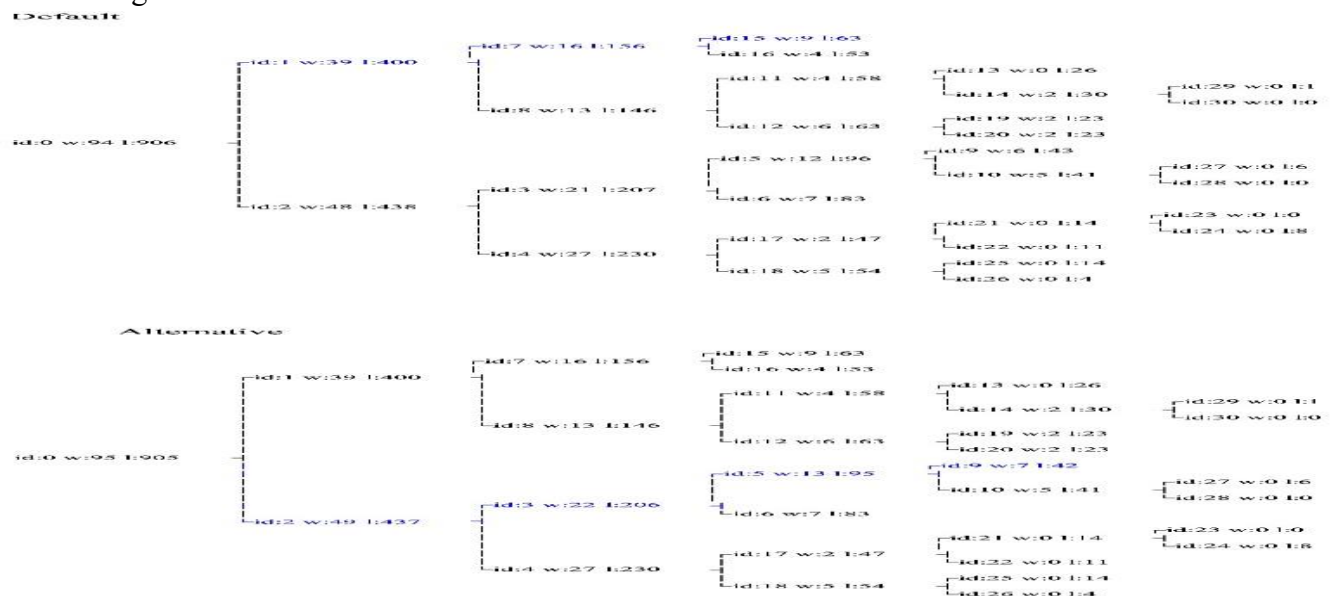 Default
id:15 w:9 l:63
id:7 w:16 l:156
id:16 w:4 l:53
id:1 w:39 l:400
id:13 w:0 l:26
id:11 w:4 l:58
id:29 w:0 l:1
id:14 w:2 l:30
id:30 w:0 l:0
id:8 w:13 l:146
id:19 w:2 l:23
id:12 w:6 l:63
id:20 w:2 l:23
id:0 w:94 l:906
id:9 w:6 l:43
id:5 w:12 l:96
id:27 w:0 l:6
id:10 w:5 l:41
id:28 w:0 l:0
id:3 w:21 l:207
id:6 w:7 l:83
id:2 w:48 l:438
id:23 w:0 l:0
id:21 w:0 l:14
id:24 w:0 l:8
id:17 w:2 l:47
id:22 w:0 l:11
id:4 w:27 l:230
id:25 w:0 l:14
id:18 w:5 l:54
id:26 w:0 l:4
Alternative
id:15 w:9 l:63
id:7 w:16 l:156
id:16 w:4 l:53
id:1 w:39 l:400
id:13 w:0 l:26
id:11 w:4 l:58
id:29 w:0 l:1
id:14 w:2 l:30
id:30 w:0 l:0
id:8 w:13 l:146
id:19 w:2 l:23
id:12 w:6 l:63
id:20 w:2 l:23
id:0 w:95 l:905
id:9 w:7 l:42
id:5 w:13 l:95
id:27 w:0 l:6
id:10 w:5 l:41
id:28 w:0 l:0
id:3 w:22 l:206
id:6 w:7 l:83
id:2 w:49 l:437
id:23 w:0 l:0
id:21 w:0 l:14
id:24 w:0 l:8
id:17 w:2 l:47
id:22 w:0 l:11
id:4 w:27 l:230
id:25 w:0 l:14
id:18 w:5 l:54
id:26 w:0 l:4